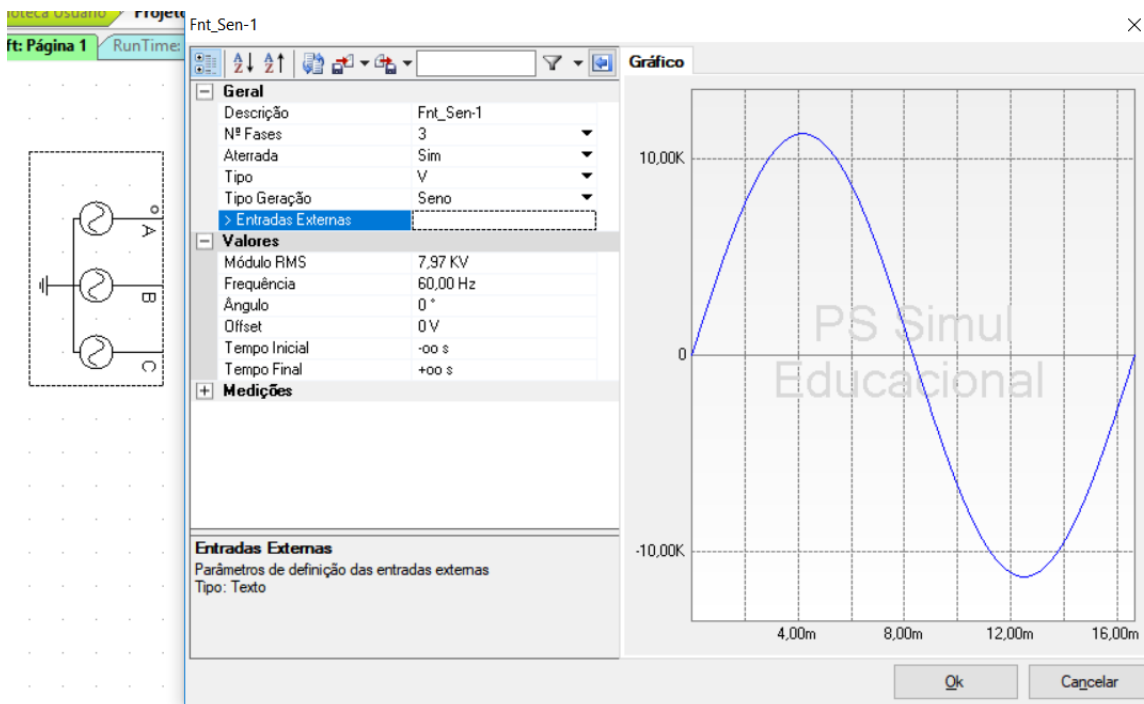 Projet
Fnt_Sen-1
ft: Página 1
RunTime:
Gráfico
Geral
Descrição Fnt_Sen-1
Nº Fases 3
Aterrada Sim
Tipo V
Tipo Geração Seno
> Entradas Externas
Valores
Módulo RMS 7,97 KV
Frequência 60,00 Hz
Ângulo 0 °
Offset 0 V
Tempo Inicial -oo s
Tempo Final +oo s
Medições
A
B
C
Entradas Externas
Parâmetros de definição das entradas externas
Tipo: Texto
10,00K
0
-10,00K
4,00m 8,00m 12,00m 16,00m
PS Simul
Educacional
Ok Cancelar